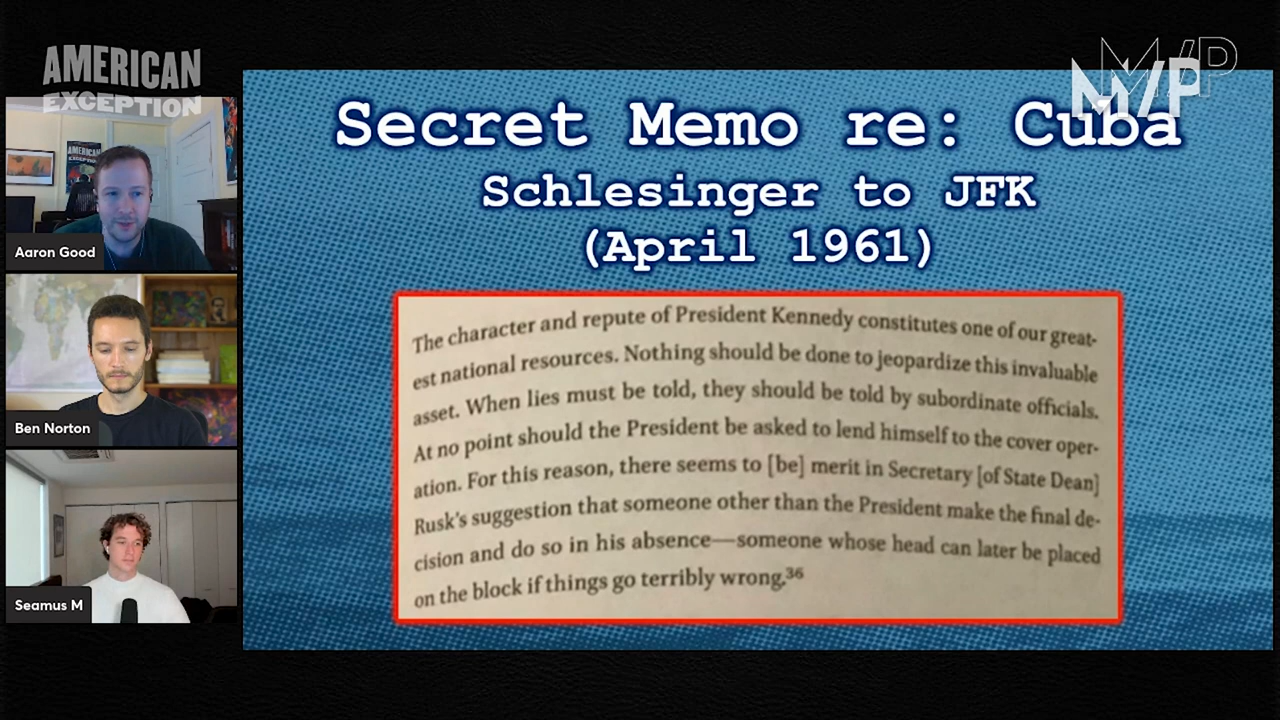 AMERICAN
EXCEPTION
M/P
Secret Memo re: Cuba
Schlesinger to JFK
(April 1961)
Aaron Good
Ben Norton
Seamus M
The character and repute of President Kennedy constitutes one of our great-
est national resources. Nothing should be done to jeopardize this invaluable
asset. When lies must be told, they should be told by subordinate officials.
At no point should the President be asked to lend himself to the cover oper-
ation. For this reason, there seems to [be] merit in Secretary [of State Dean]
Rusk's suggestion that someone other than the President make the final de-
cision and do so in his absence—someone whose head can later be placed
on the block if things go terribly wrong.³⁶